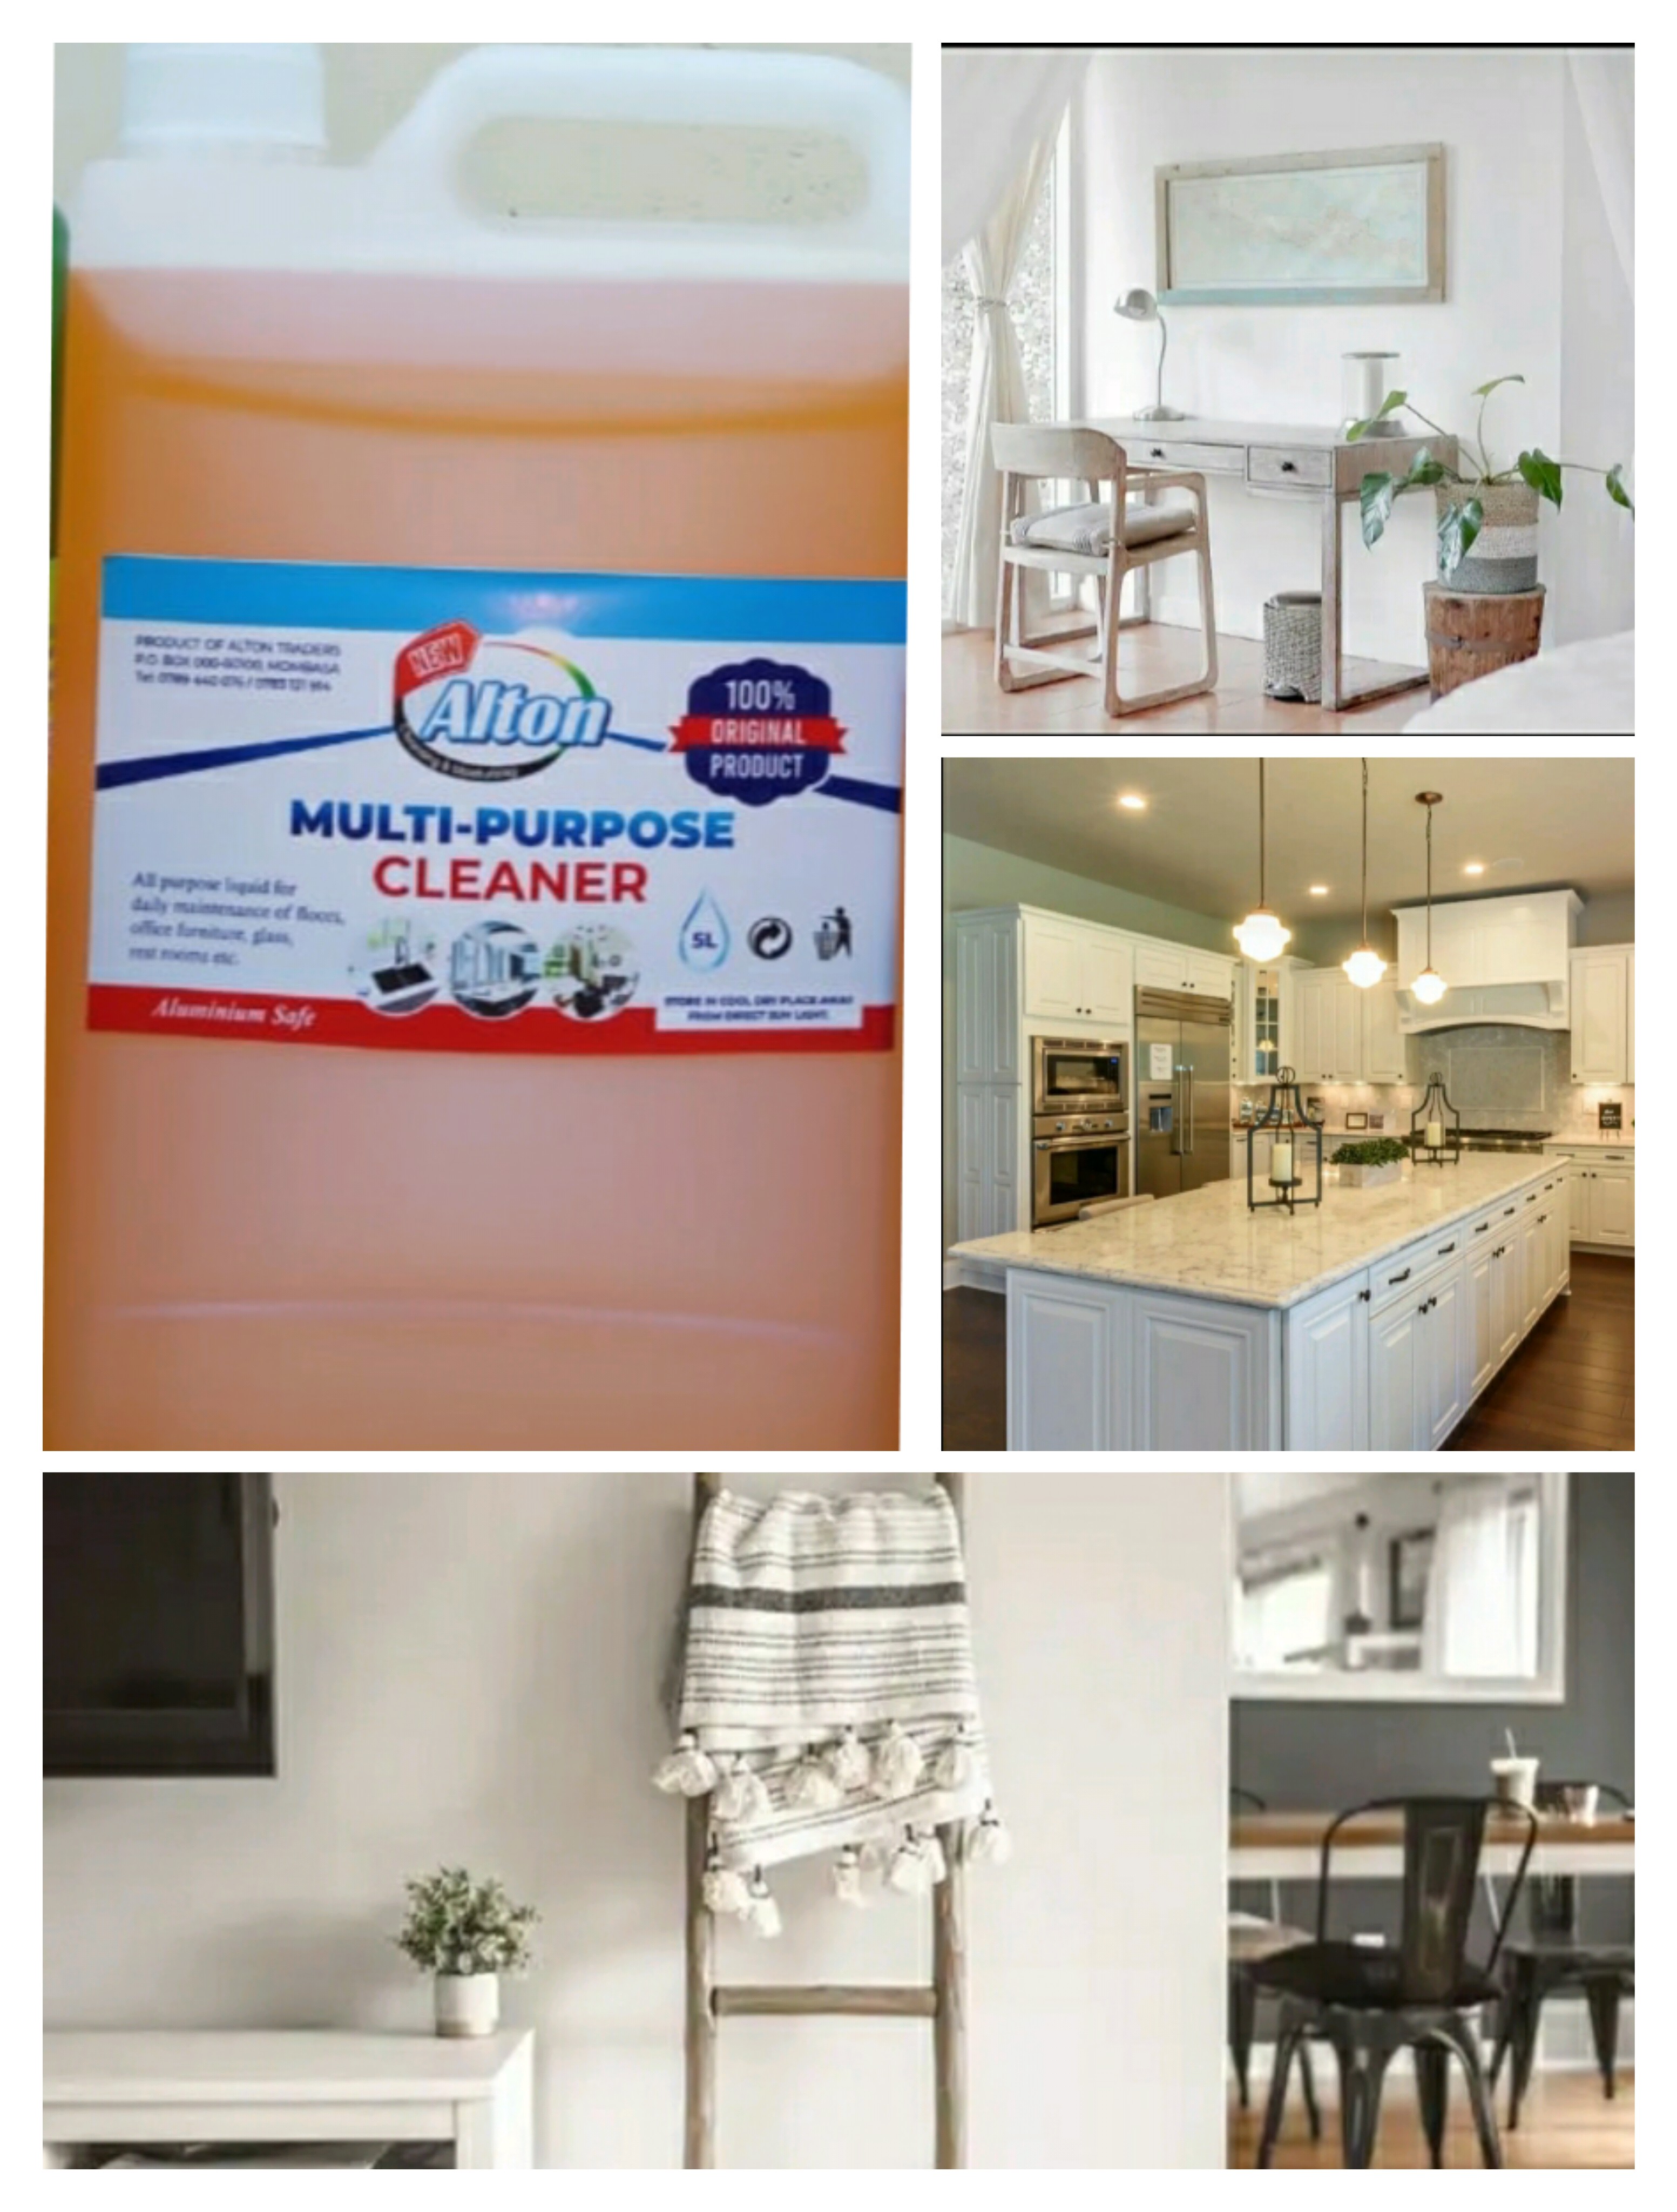 PRODUCT OF ALTON TRADERS
P.O. BOX MOMBASA
NEW
Alton
100%
ORIGINAL
PRODUCT
MULTI-PURPOSE
CLEANER
All purpose liquid for
daily maintenance of floors,
office furniture, glass,
rest rooms etc.
5L
Aluminium Safe
STORE IN COOL DRY PLACE AWAY
FROM DIRECT SUN LIGHT.